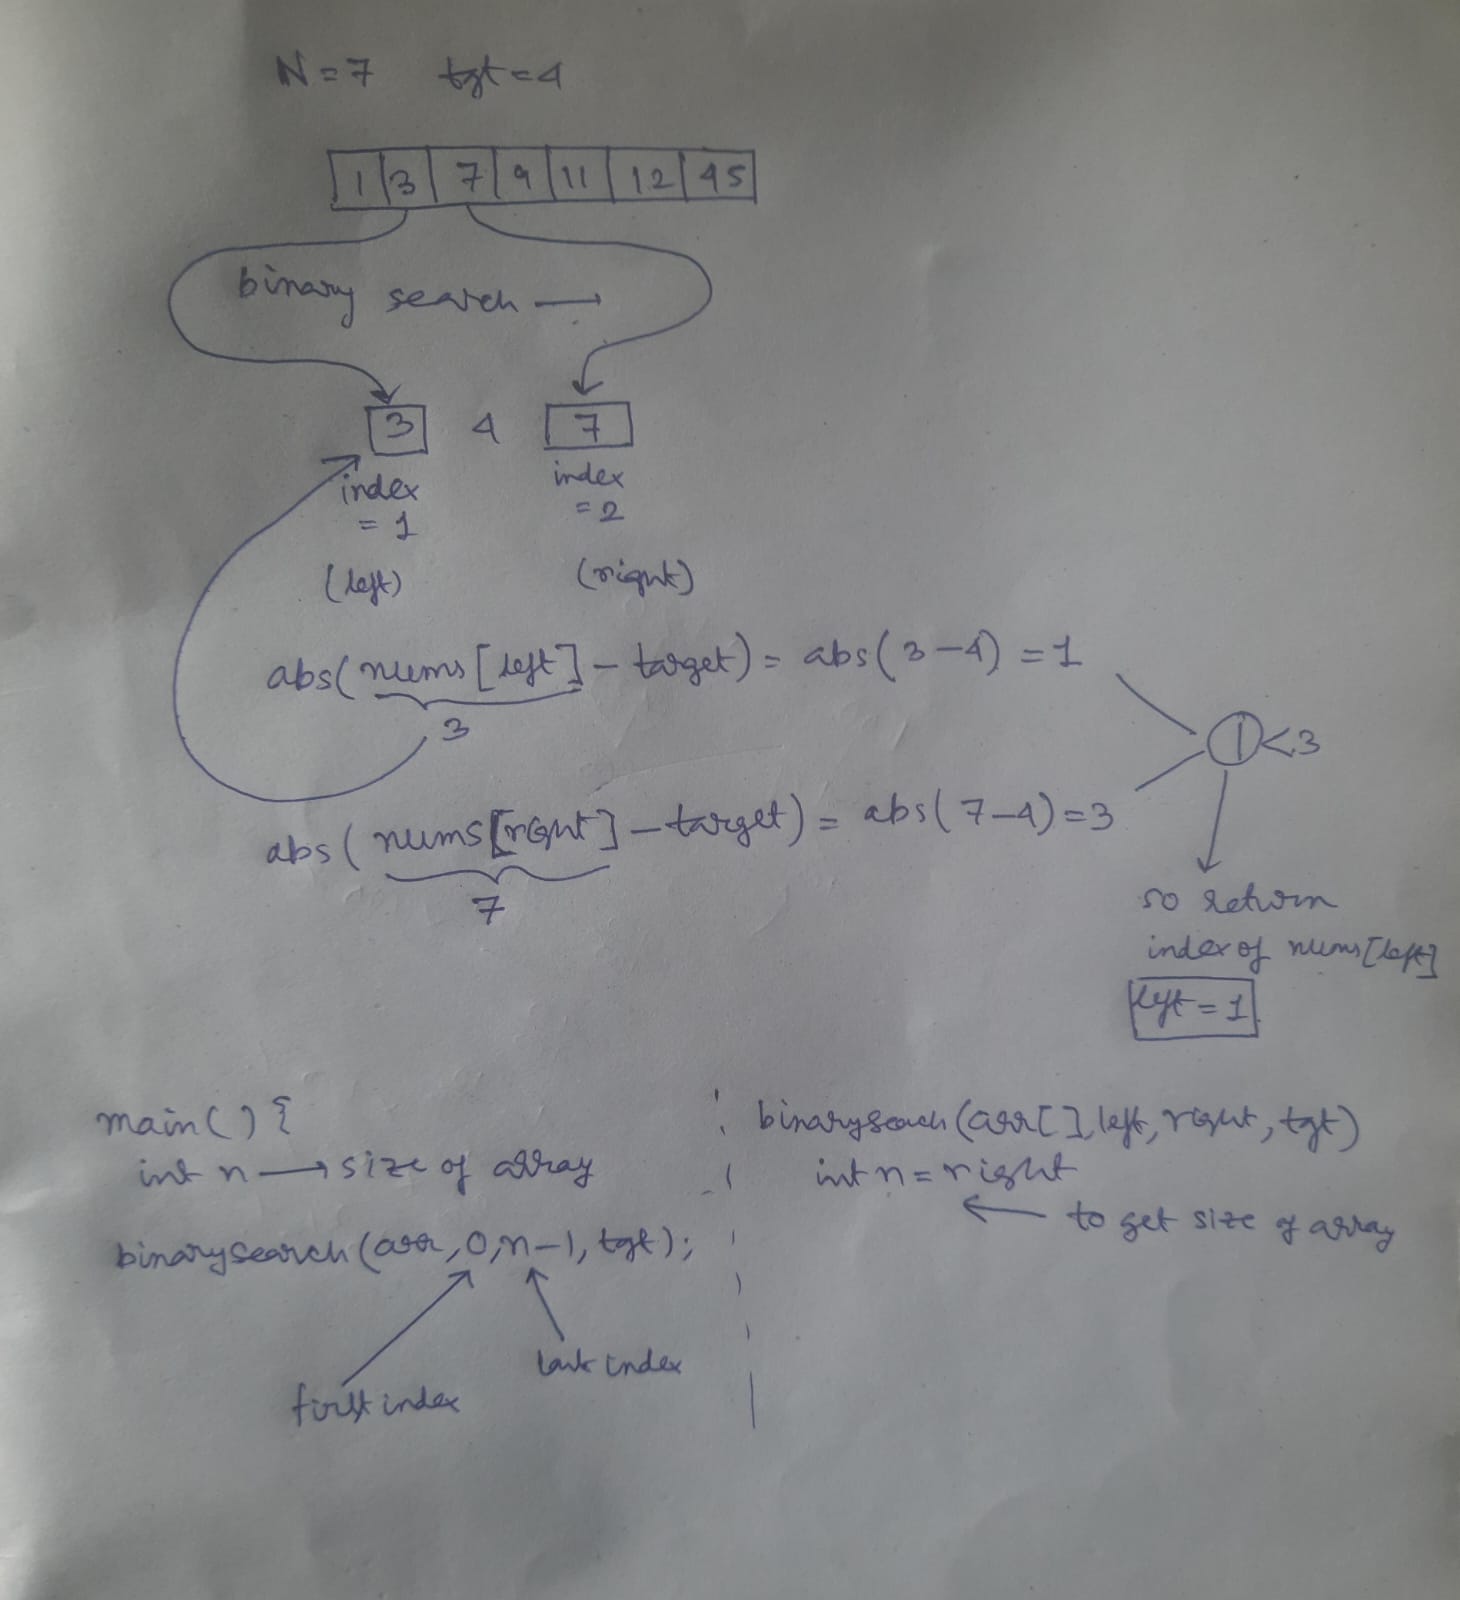 N=7 tgt=4
1 3 7 9 11 12 45
binary search →
3 4 7
index index
=1 =2
(left) (right)
abs(nums[left]-target) = abs(3-4) = 1
3
1<3
abs(nums[right]-target) = abs(7-4)=3
7
so return
index of nums[left]
left = 1
main(){
int n → size of array
binarysearch(arr,0,n-1,tgt);
first index
last index
binaryseach(arr[],left,right,tgt)
int n = right
← to get size of array